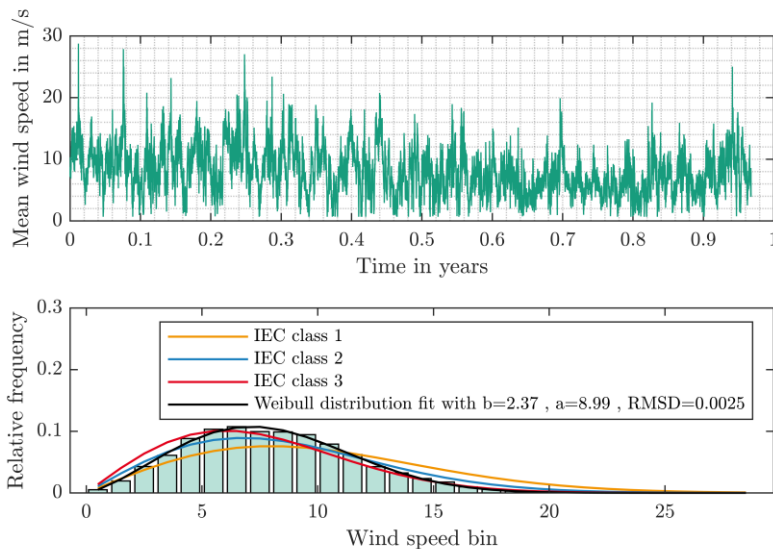 Mean wind speed in m/s
30
20
10
0
0 0.1 0.2 0.3 0.4 0.5 0.6 0.7 0.8 0.9 1
Time in years
Relative frequency
0.3
0.2
0.1
0
IEC class 1
IEC class 2
IEC class 3
Weibull distribution fit with b=2.37 , a=8.99 , RMSD=0.0025
0 5 10 15 20 25
Wind speed bin